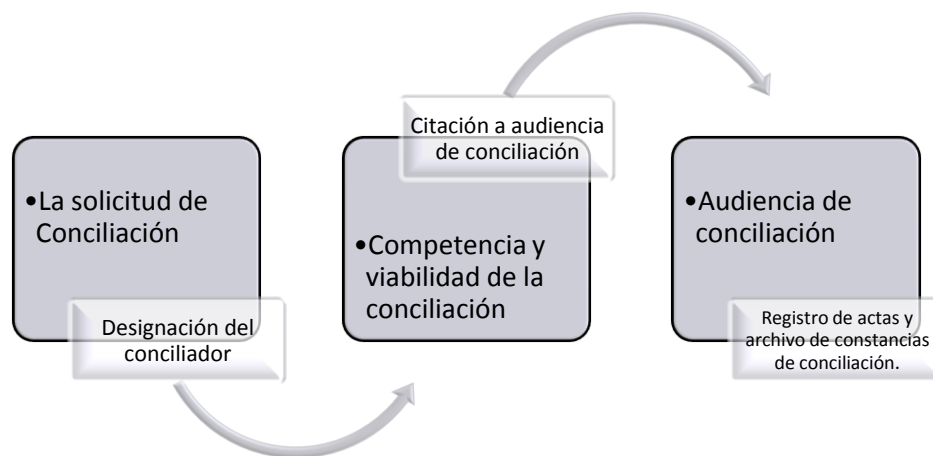 •La solicitud de
Conciliación
Designación del
conciliador
Citación a audiencia
de conciliación
•Competencia y
viabilidad de la
conciliación
•Audiencia de
conciliación
Registro de actas y
archivo de constancias
de conciliación.